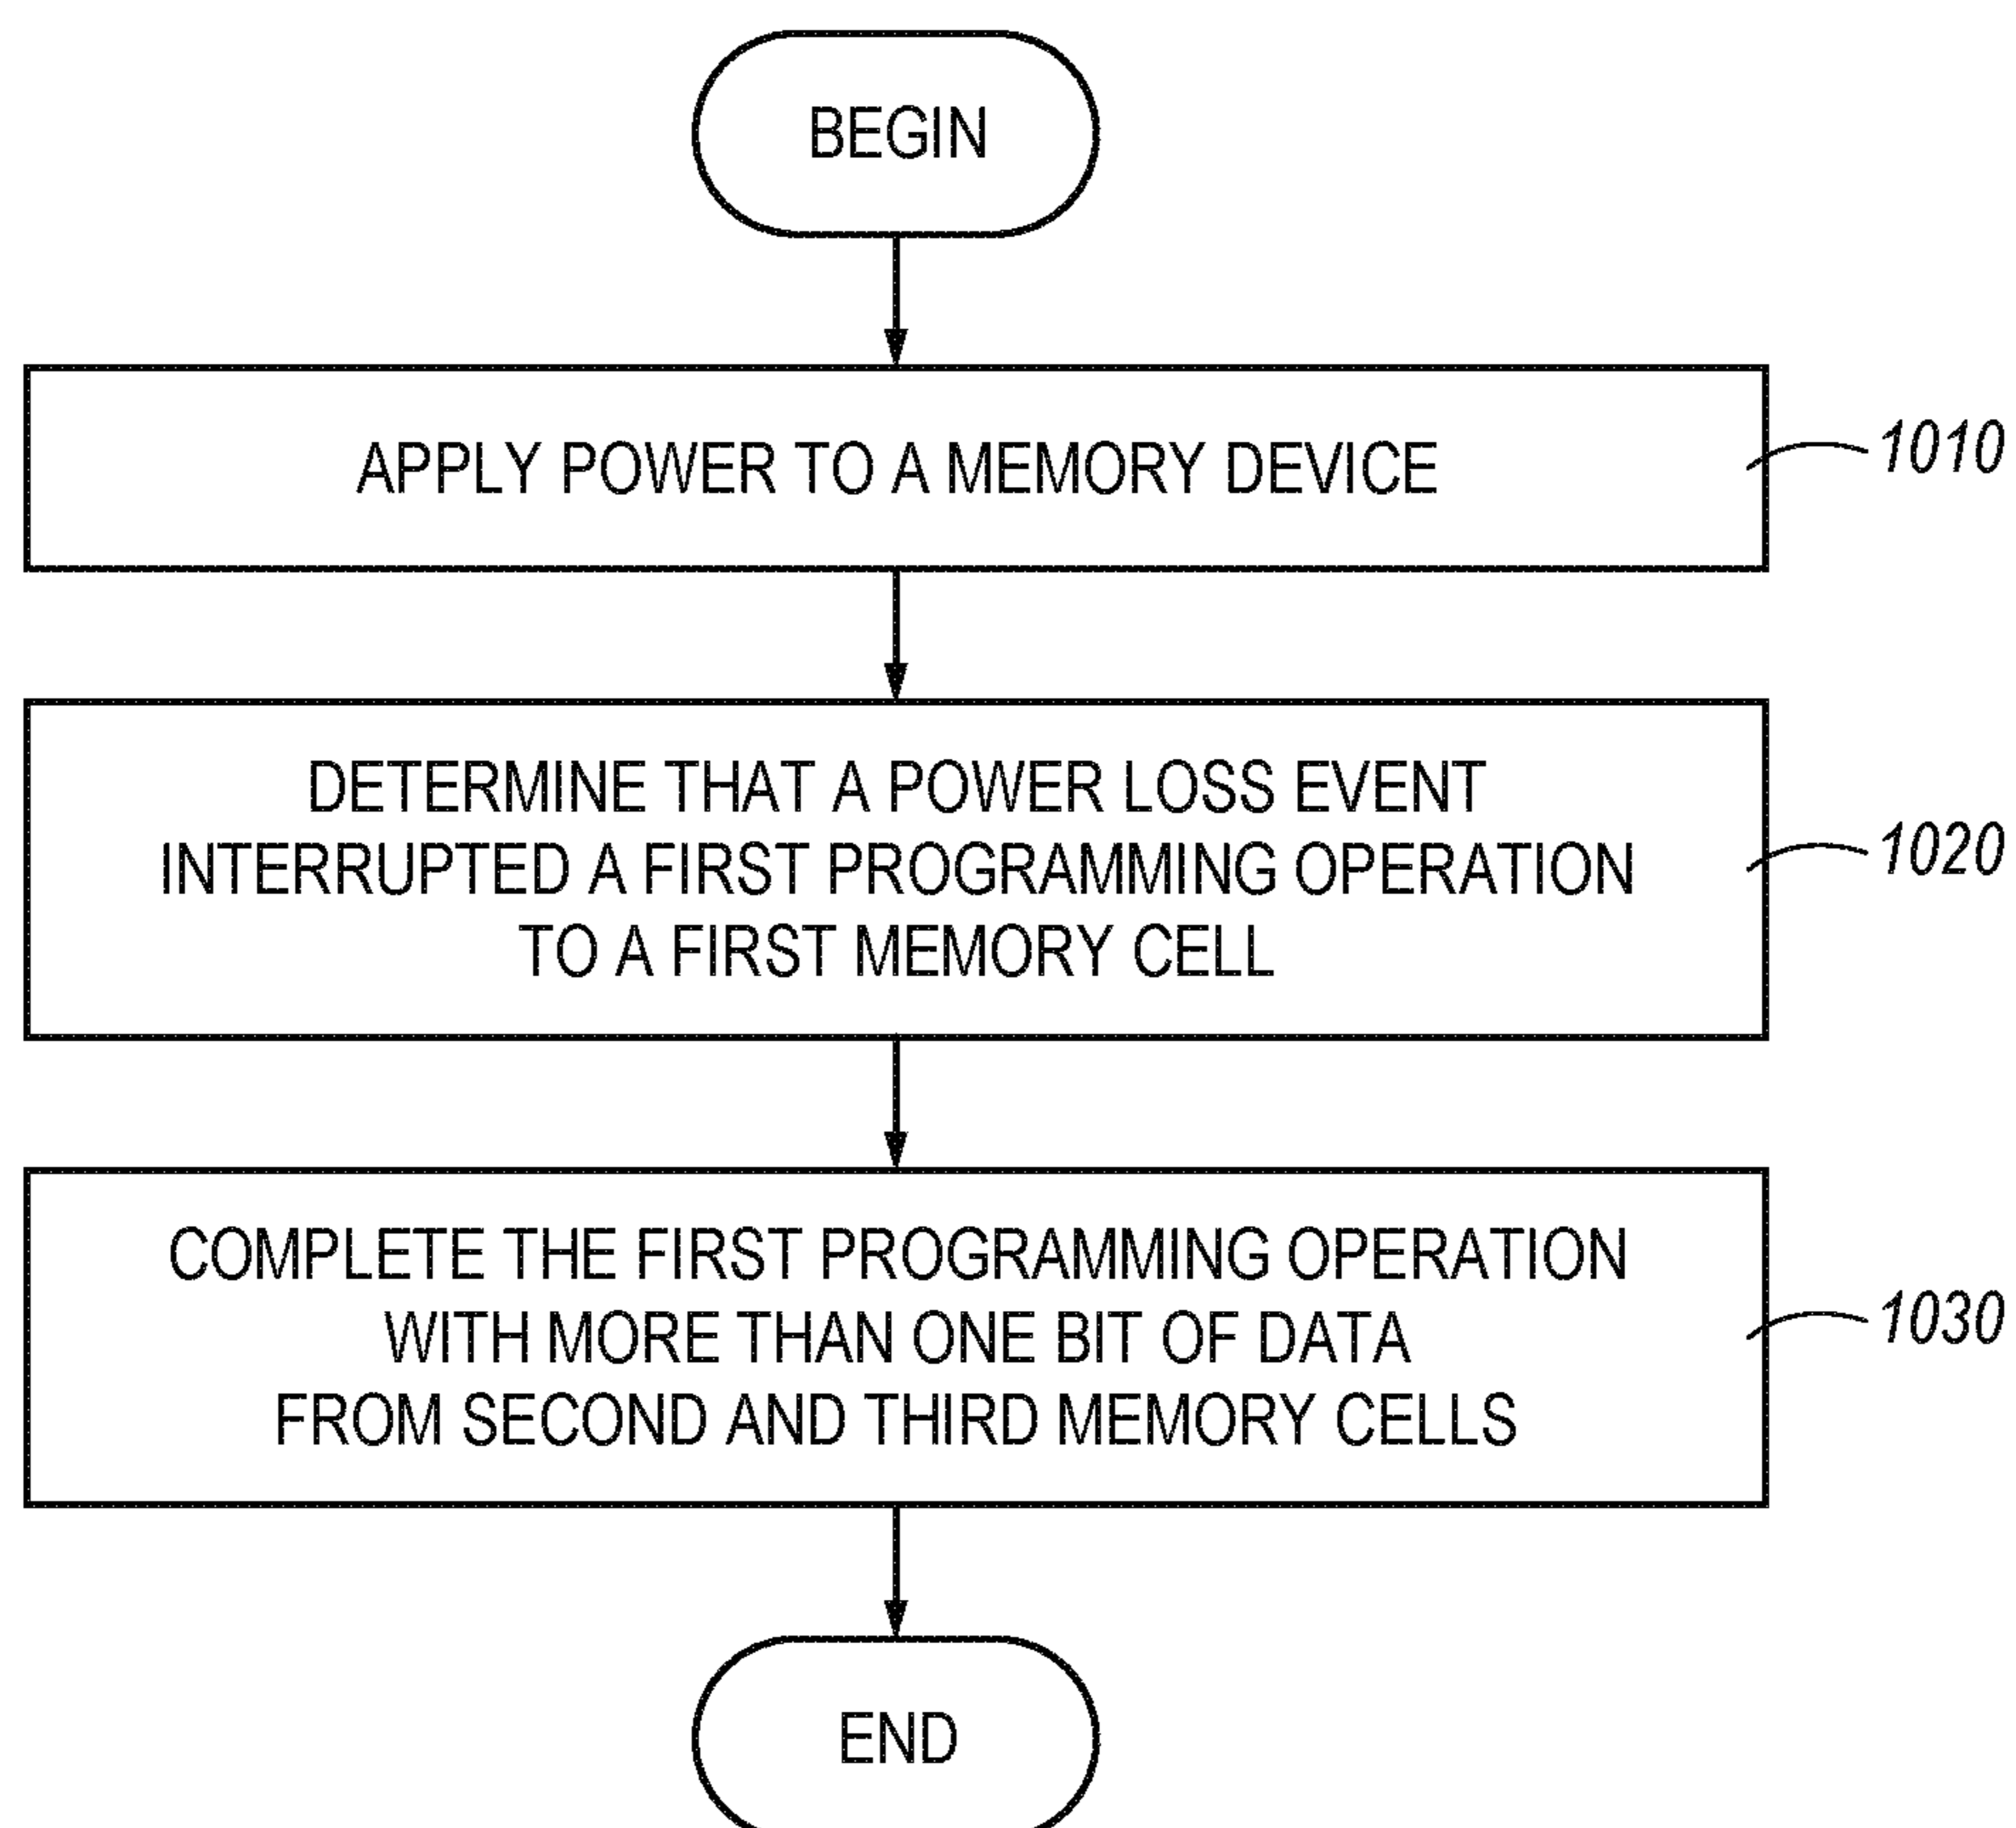 BEGIN
APPLY POWER TO A MEMORY DEVICE
1010
DETERMINE THAT A POWER LOSS EVENT
INTERRUPTED A FIRST PROGRAMMING OPERATION
TO A FIRST MEMORY CELL
1020
COMPLETE THE FIRST PROGRAMMING OPERATION
WITH MORE THAN ONE BIT OF DATA
FROM SECOND AND THIRD MEMORY CELLS
1030
END